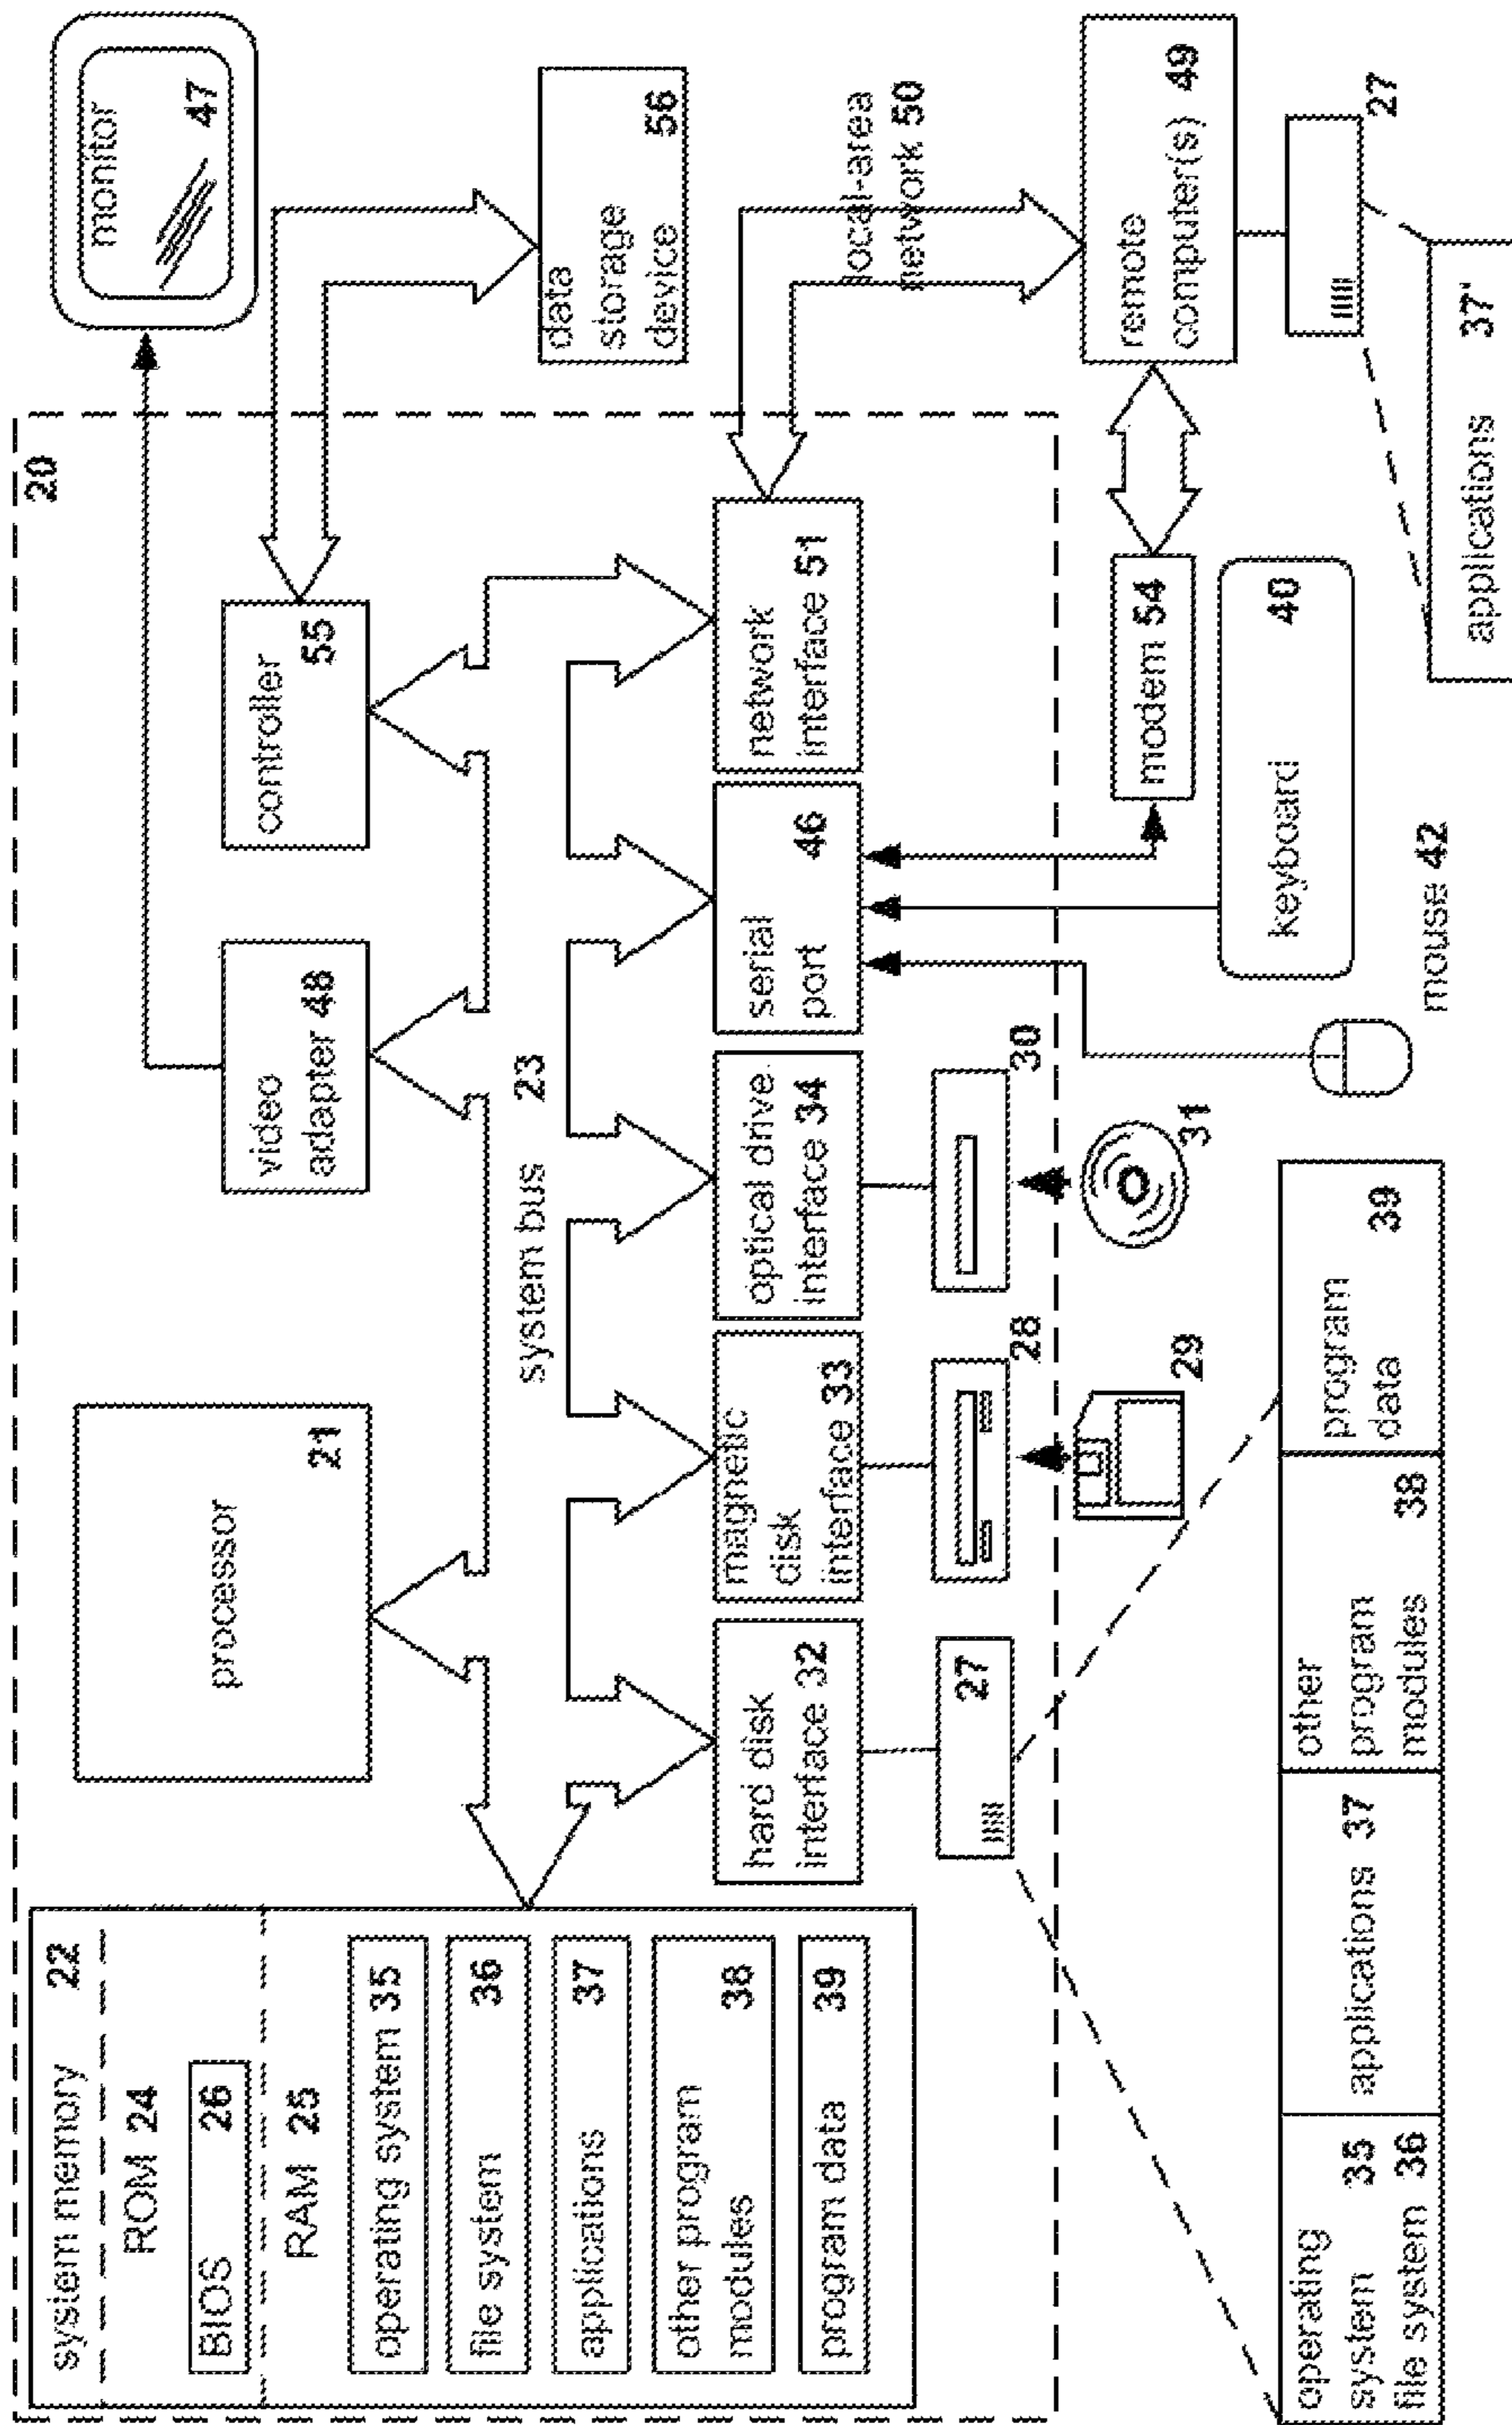 20
system memory 22
ROM 24
BIOS 26
RAM 25
operating system 35
file system 36
applications 37
other program
modules 38
program data 39
processor
21
video
adapter 48
controller
55
monitor
47
system bus 23
data
storage
device 56
local-area
network 50
hard disk
interface 32
magnetic
disk
interface 33
optical drive
interface 34
serial
port 46
network
interface 51
27
28
30
29
31
modem 54
remote
computer(s) 49
27
keyboard 40
mouse 42
operating
system 35
file system 36
applications 37
other
program
modules 38
program
data 39
applications 37'